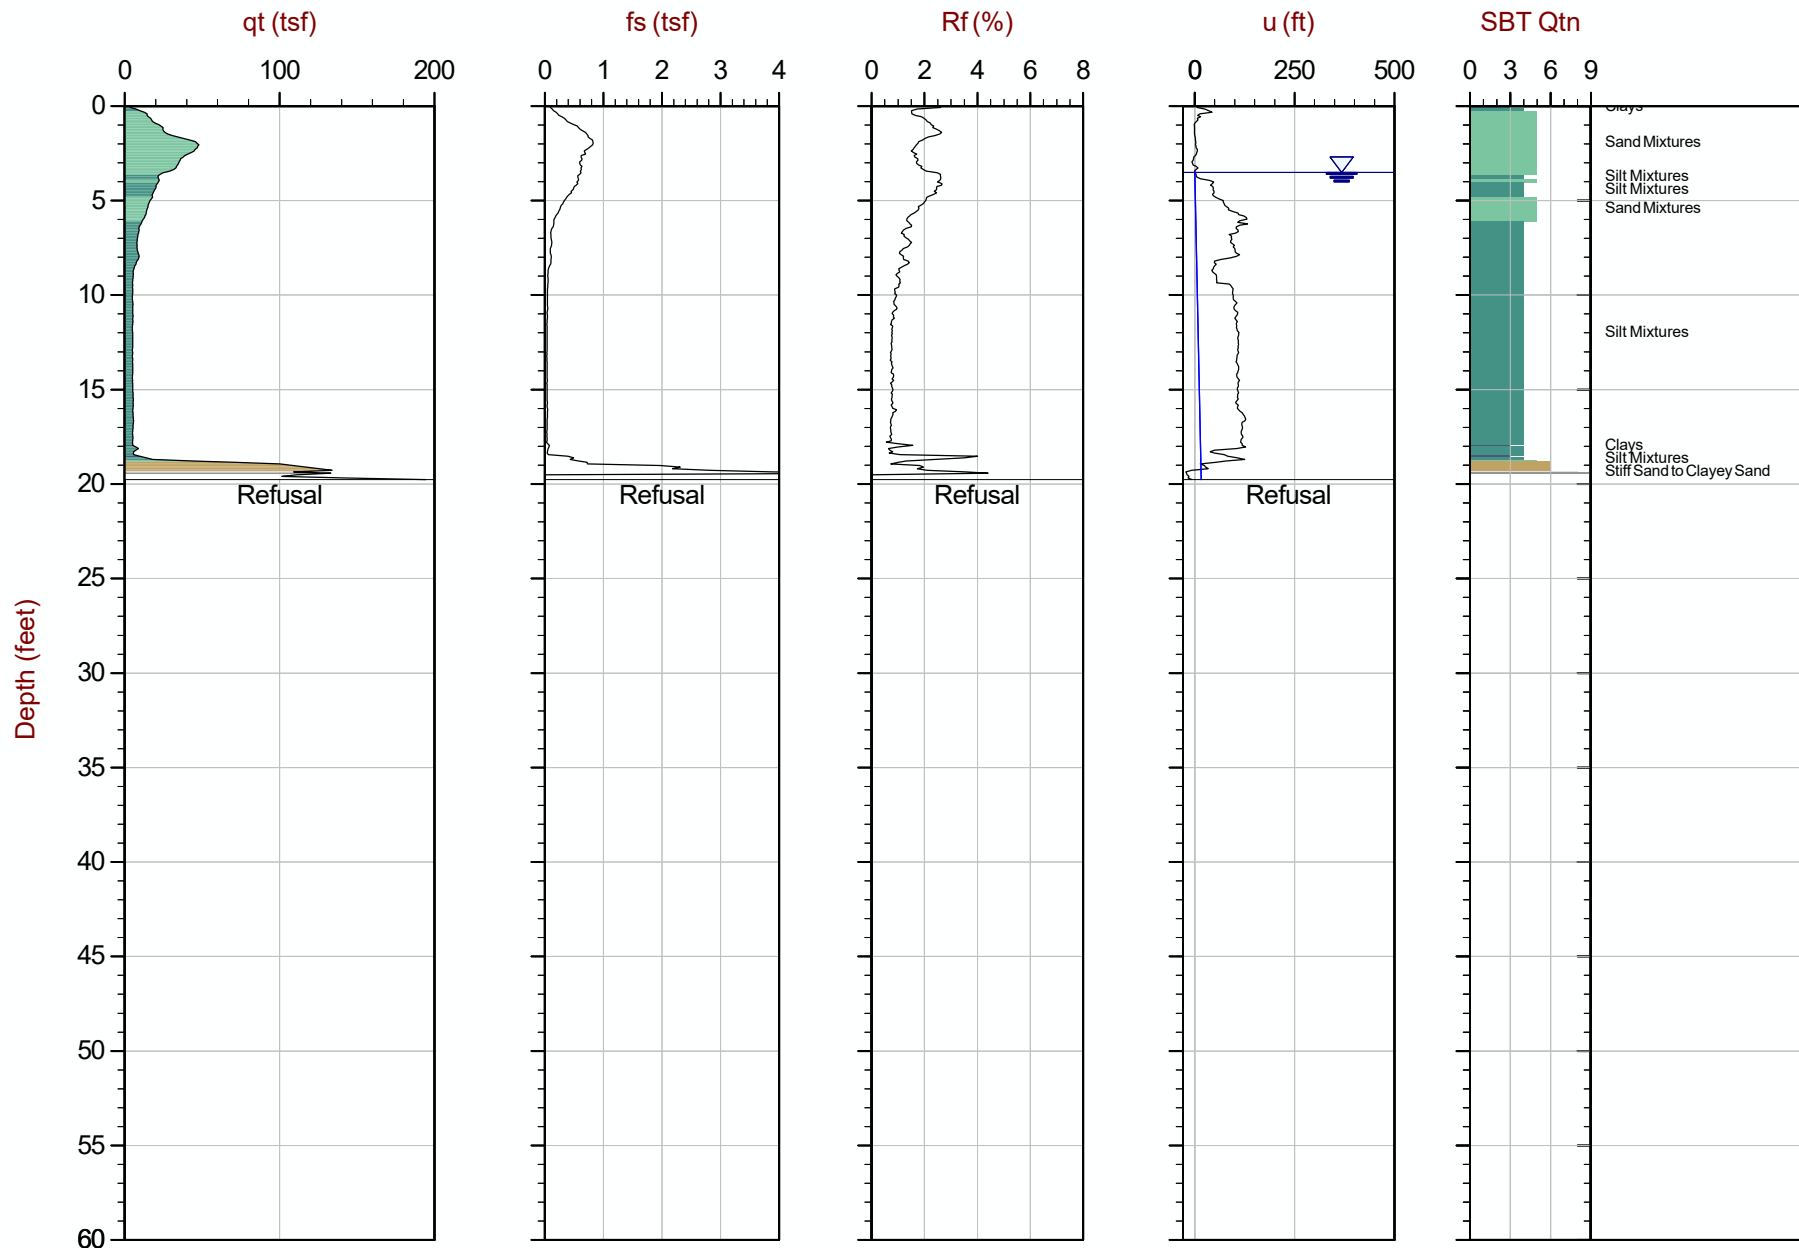 qt (tsf) fs (tsf) Rf (%) u (ft) SBT Qtn
0 100 200 0 1 2 3 4 0 2 4 6 8 0 250 500 0 3 6 9
0
Clays
Sand Mixtures
Silt Mixtures
Silt Mixtures
5
Sand Mixtures
10
Silt Mixtures
15
Clays
Silt Mixtures
Stiff Sand to Clayey Sand
20
Refusal Refusal Refusal Refusal
25
30
Depth (feet)
35
40
45
50
55
60